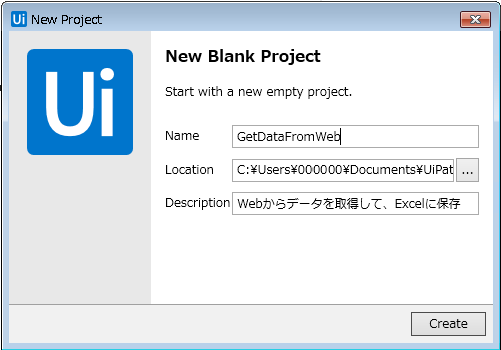 Ui New Project
Ui
New Blank Project
Start with a new empty project.
Name GetDataFromWeb
Location C:¥Users¥000000¥Documents¥UiPat ...
Description Webからデータを取得して、Excelに保存
Create